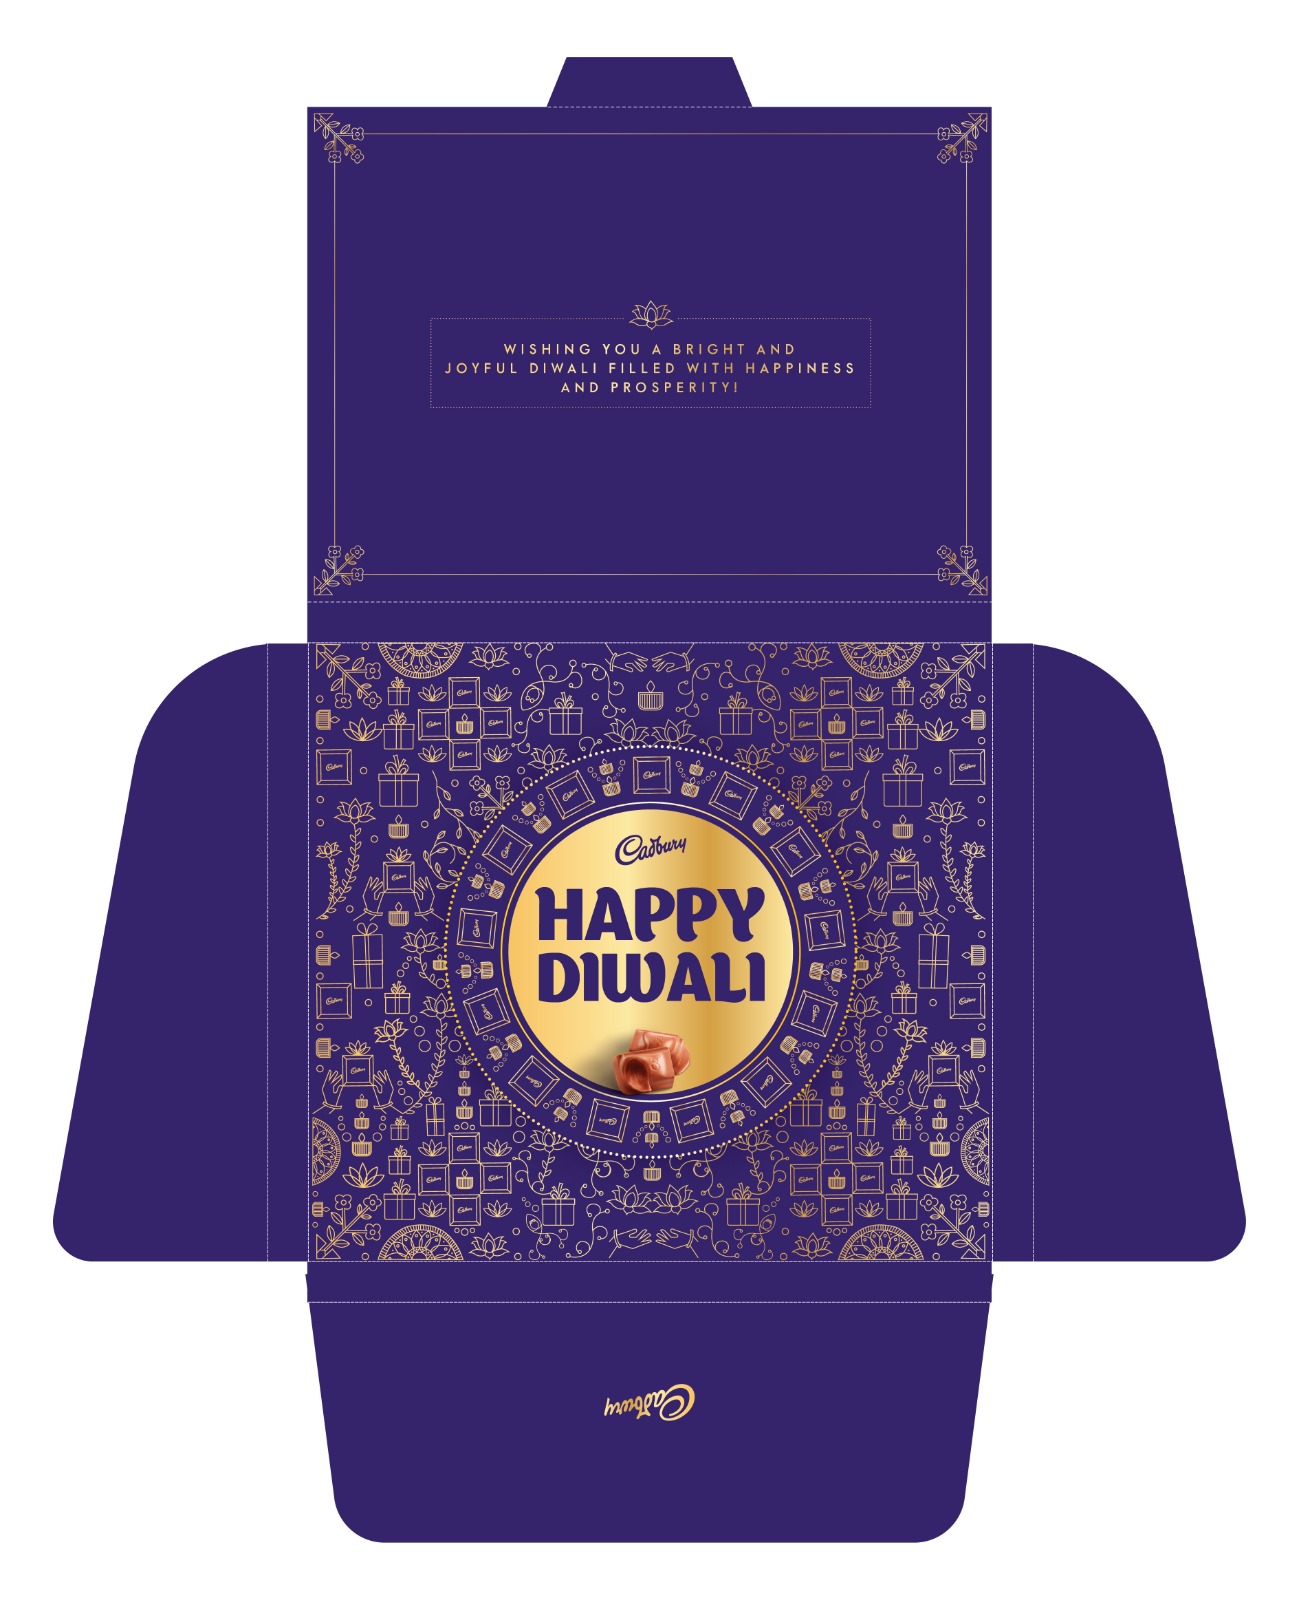 WISHING YOU A BRIGHT AND
JOYFUL DIWALI FILLED WITH HAPPINESS
AND PROSPERITY!
Cadbury
HAPPY
DIWALI
Cadbury